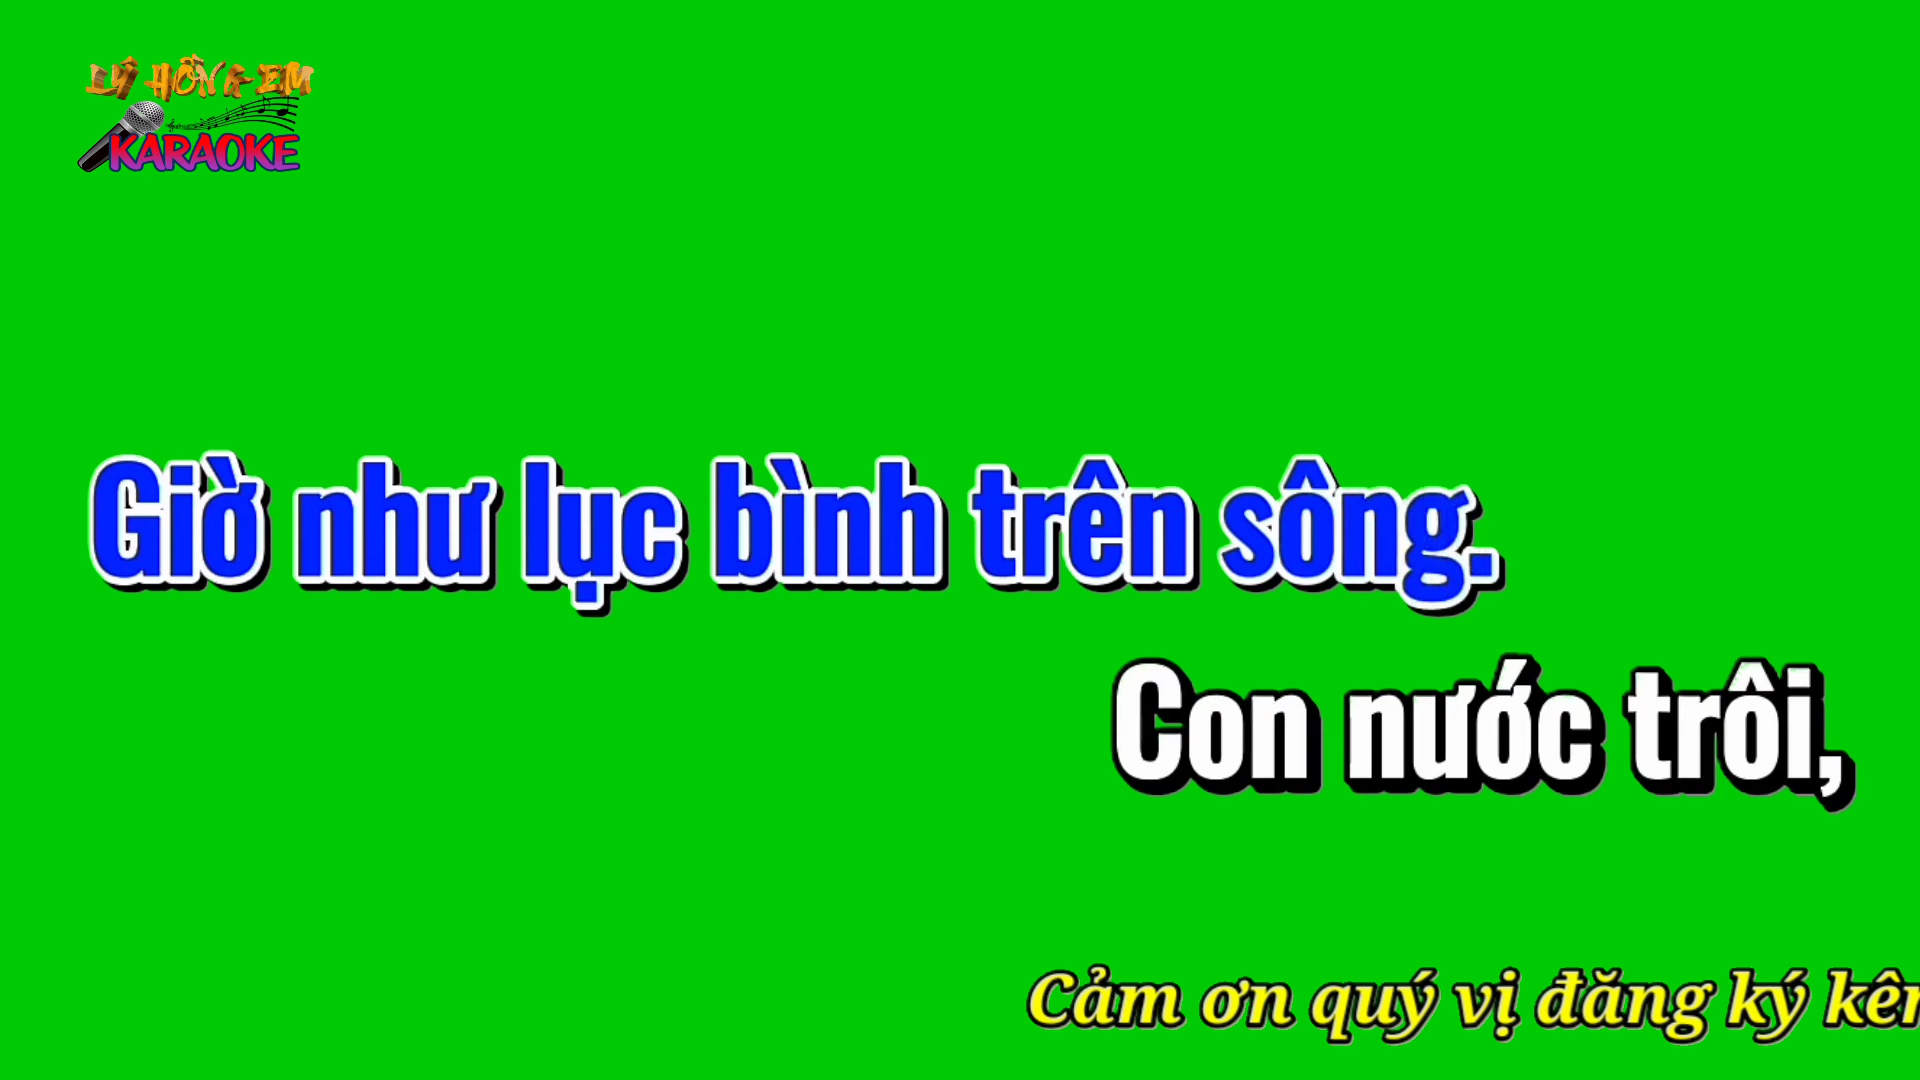 LÝ HỒNG EM
KARAOKE
Giờ như lục bình trên sông.
Con nước trôi,
Cảm ơn quý vị đăng ký kên